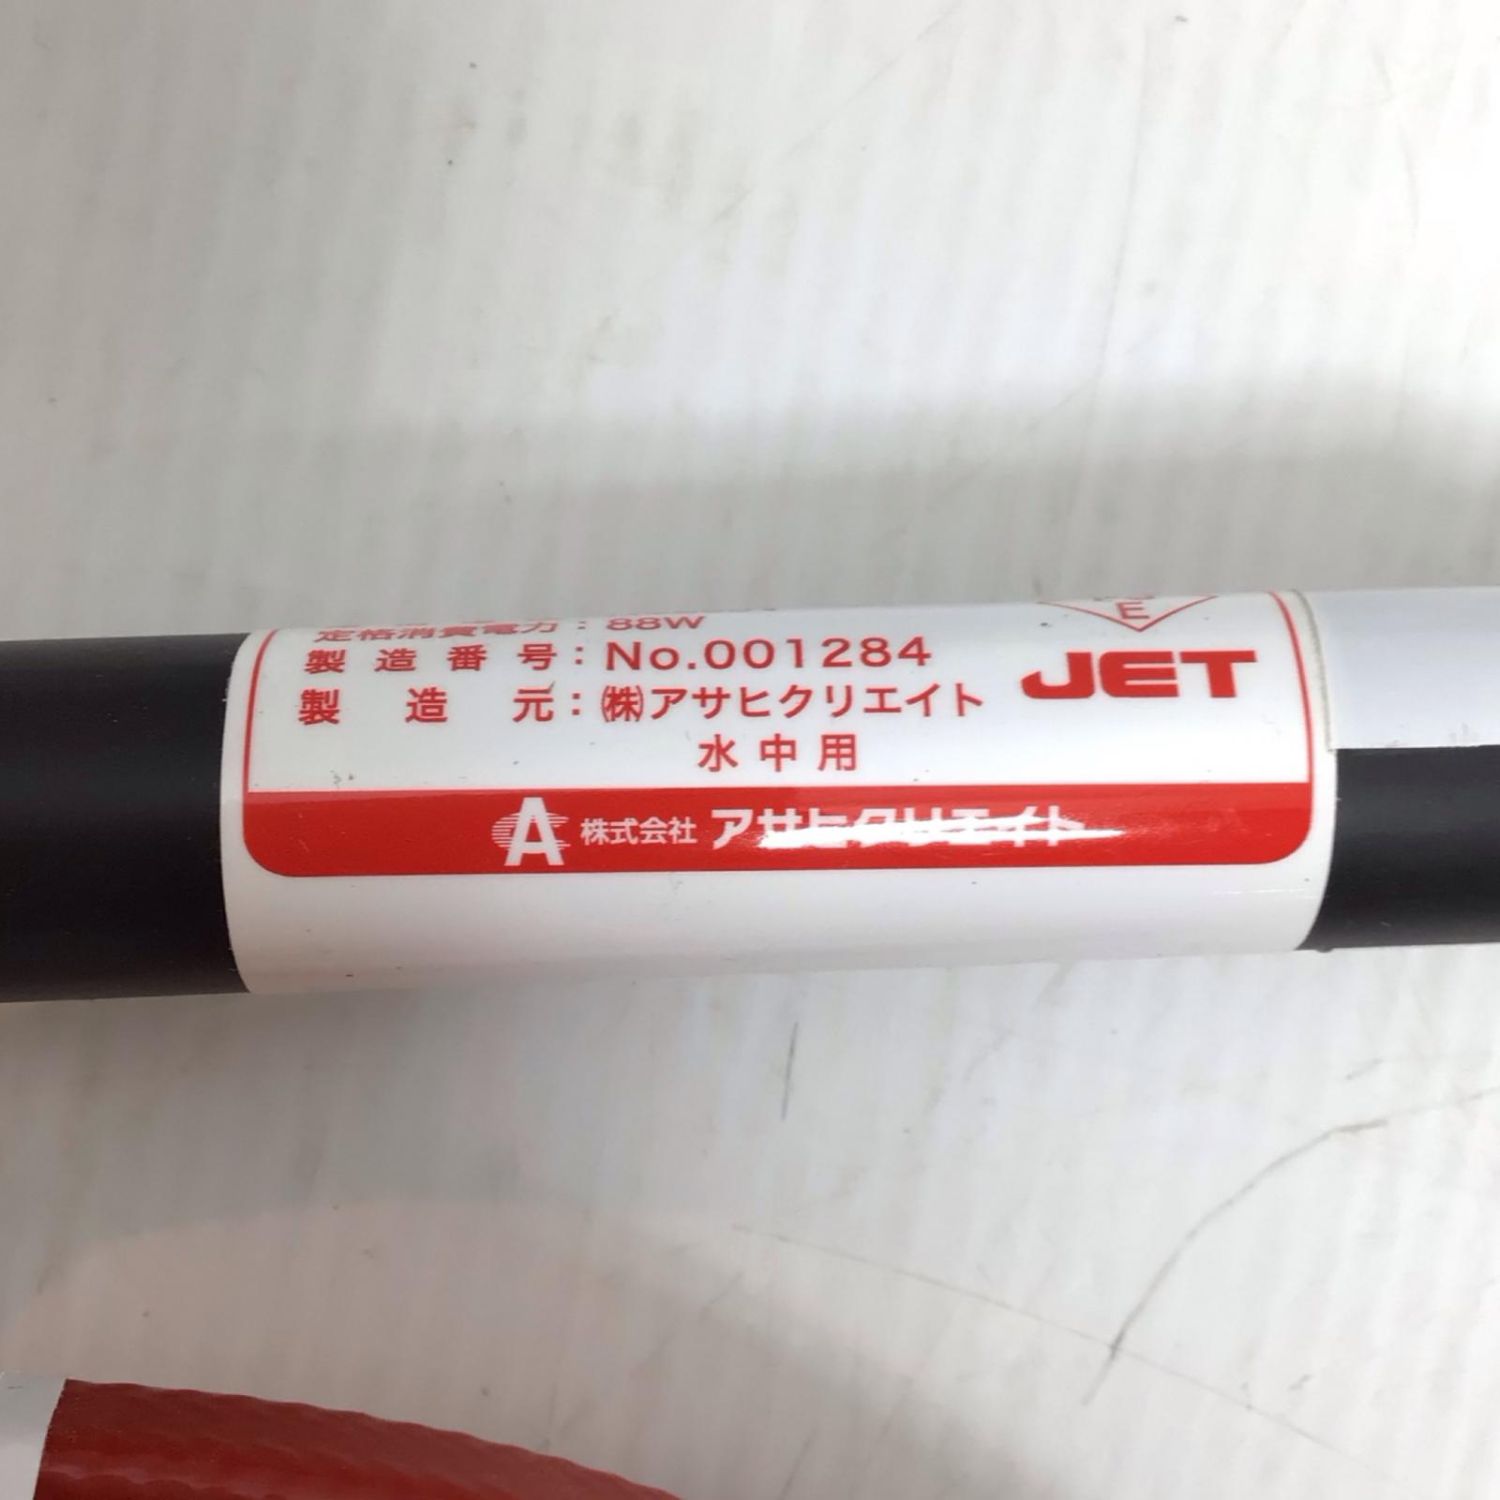 定格消費電力：88W
製造番号：No.001284
製造元：㈱アサヒクリエイト
水中用
E
JET
A 株式会社 アサヒクリエイト